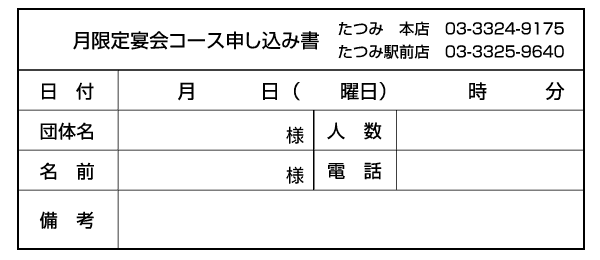 月限定宴会コース申し込み書
たつみ 本店 03-3324-9175
たつみ駅前店 03-3325-9640
日 付 月 日( 曜日) 時 分
団体名 様 人 数
名 前 様 電 話
備 考